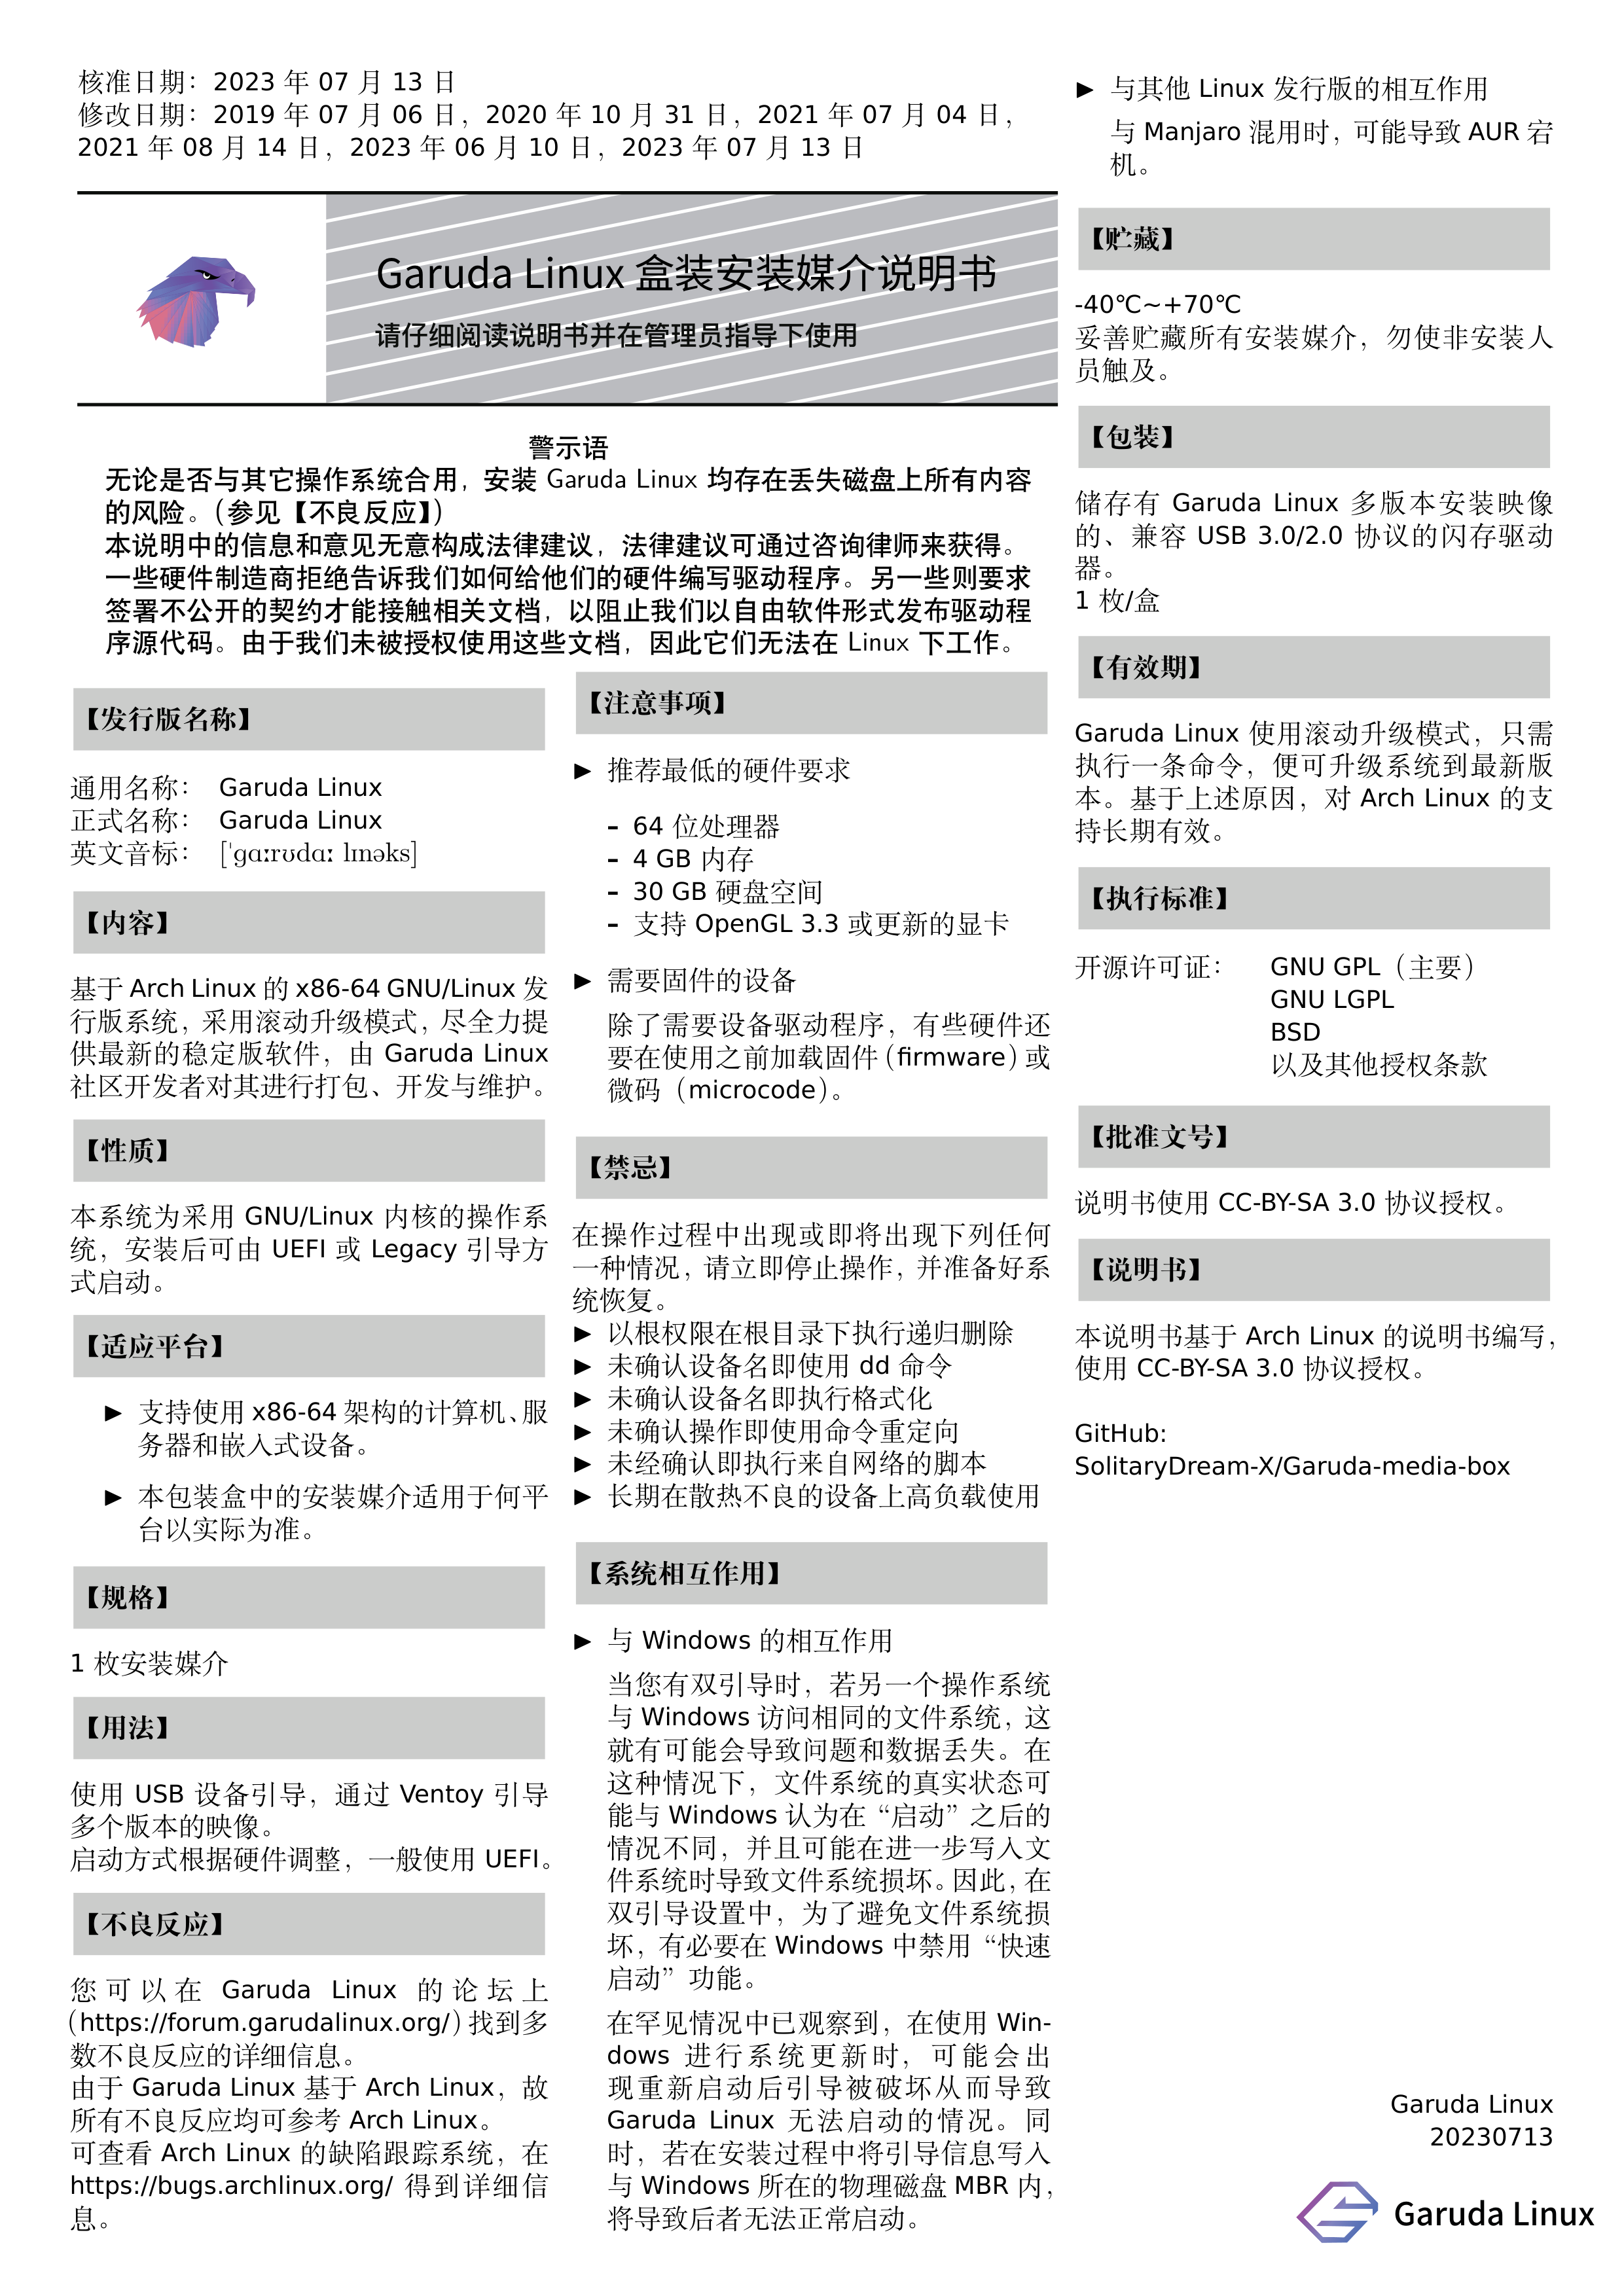 核准日期：2023 年 07 月 13 日
修改日期：2019 年 07 月 06 日，2020 年 10 月 31 日，2021 年 07 月 04 日，
2021 年 08 月 14 日，2023 年 06 月 10 日，2023 年 07 月 13 日
Garuda Linux 盒装安装媒介说明书
请仔细阅读说明书并在管理员指导下使用
警示语
无论是否与其它操作系统合用，安装 Garuda Linux 均存在丢失磁盘上所有内容
的风险。（参见【不良反应】）
本说明中的信息和意见无意构成法律建议，法律建议可通过咨询律师来获得。
一些硬件制造商拒绝告诉我们如何给他们的硬件编写驱动程序。另一些则要求
签署不公开的契约才能接触相关文档，以阻止我们以自由软件形式发布驱动程
序源代码。由于我们未被授权使用这些文档，因此它们无法在 Linux 下工作。
【发行版名称】
通用名称： Garuda Linux
正式名称： Garuda Linux
英文音标： [ˈɡɑːrʊdɑː lɪnəks]
【内容】
基于 Arch Linux 的 x86-64 GNU/Linux 发
行版系统，采用滚动升级模式，尽全力提
供最新的稳定版软件，由 Garuda Linux
社区开发者对其进行打包、开发与维护。
【性质】
本系统为采用 GNU/Linux 内核的操作系
统，安装后可由 UEFI 或 Legacy 引导方
式启动。
【适应平台】
▶ 支持使用 x86-64 架构的计算机、服
务器和嵌入式设备。
▶ 本包装盒中的安装媒介适用于何平
台以实际为准。
【规格】
1 枚安装媒介
【用法】
使用 USB 设备引导，通过 Ventoy 引导
多个版本的映像。
启动方式根据硬件调整，一般使用 UEFI。
【不良反应】
您可以在 Garuda Linux 的论坛上
（https://forum.garudalinux.org/）找到多
数不良反应的详细信息。
由于 Garuda Linux 基于 Arch Linux，故
所有不良反应均可参考 Arch Linux。
可查看 Arch Linux 的缺陷跟踪系统，在
https://bugs.archlinux.org/ 得到详细信
息。
【注意事项】
▶ 推荐最低的硬件要求
– 64 位处理器
– 4 GB 内存
– 30 GB 硬盘空间
– 支持 OpenGL 3.3 或更新的显卡
▶ 需要固件的设备
除了需要设备驱动程序，有些硬件还
要在使用之前加载固件（firmware）或
微码（microcode）。
【禁忌】
在操作过程中出现或即将出现下列任何
一种情况，请立即停止操作，并准备好系
统恢复。
▶ 以根权限在根目录下执行递归删除
▶ 未确认设备名即使用 dd 命令
▶ 未确认设备名即执行格式化
▶ 未确认操作即使用命令重定向
▶ 未经确认即执行来自网络的脚本
▶ 长期在散热不良的设备上高负载使用
【系统相互作用】
▶ 与 Windows 的相互作用
当您有双引导时，若另一个操作系统
与 Windows 访问相同的文件系统，这
就有可能会导致问题和数据丢失。在
这种情况下，文件系统的真实状态可
能与 Windows 认为在“启动”之后的
情况不同，并且可能在进一步写入文
件系统时导致文件系统损坏。因此，在
双引导设置中，为了避免文件系统损
坏，有必要在 Windows 中禁用“快速
启动”功能。
在罕见情况中已观察到，在使用 Win-
dows 进行系统更新时，可能会出
现重新启动后引导被破坏从而导致
Garuda Linux 无法启动的情况。同
时，若在安装过程中将引导信息写入
与 Windows 所在的物理磁盘 MBR 内，
将导致后者无法正常启动。
▶ 与其他 Linux 发行版的相互作用
与 Manjaro 混用时，可能导致 AUR 宕
机。
【贮藏】
-40℃~+70℃
妥善贮藏所有安装媒介，勿使非安装人
员触及。
【包装】
储存有 Garuda Linux 多版本安装映像
的、兼容 USB 3.0/2.0 协议的闪存驱动
器。
1 枚/盒
【有效期】
Garuda Linux 使用滚动升级模式，只需
执行一条命令，便可升级系统到最新版
本。基于上述原因，对 Arch Linux 的支
持长期有效。
【执行标准】
开源许可证： GNU GPL（主要）
GNU LGPL
BSD
以及其他授权条款
【批准文号】
说明书使用 CC-BY-SA 3.0 协议授权。
【说明书】
本说明书基于 Arch Linux 的说明书编写，
使用 CC-BY-SA 3.0 协议授权。
GitHub:
SolitaryDream-X/Garuda-media-box
Garuda Linux
20230713
Garuda Linux